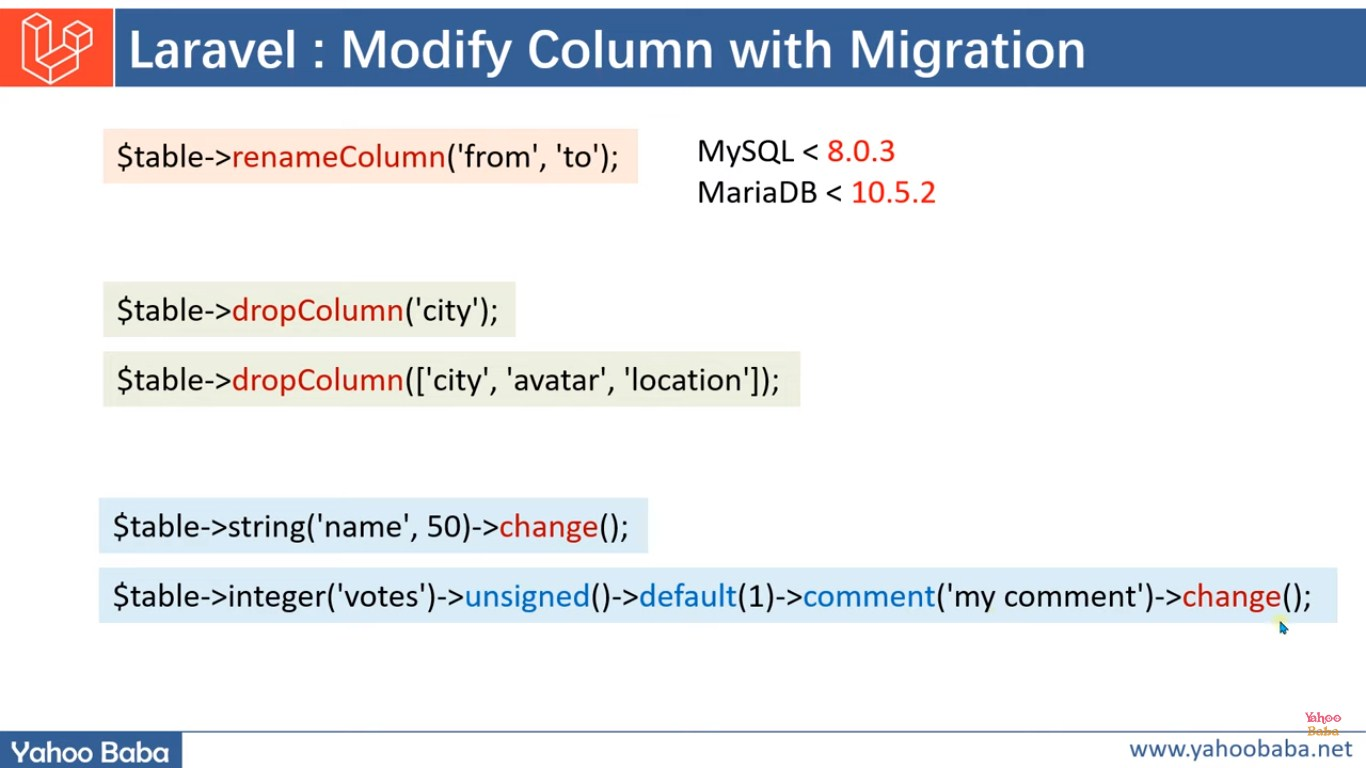 Laravel : Modify Column with Migration
$table->renameColumn('from', 'to');
MySQL < 8.0.3
MariaDB < 10.5.2
$table->dropColumn('city');
$table->dropColumn(['city', 'avatar', 'location']);
$table->string('name', 50)->change();
$table->integer('votes')->unsigned()->default(1)->comment('my comment')->change();
Yahoo
Baba
Yahoo Baba
www.yahoobaba.net